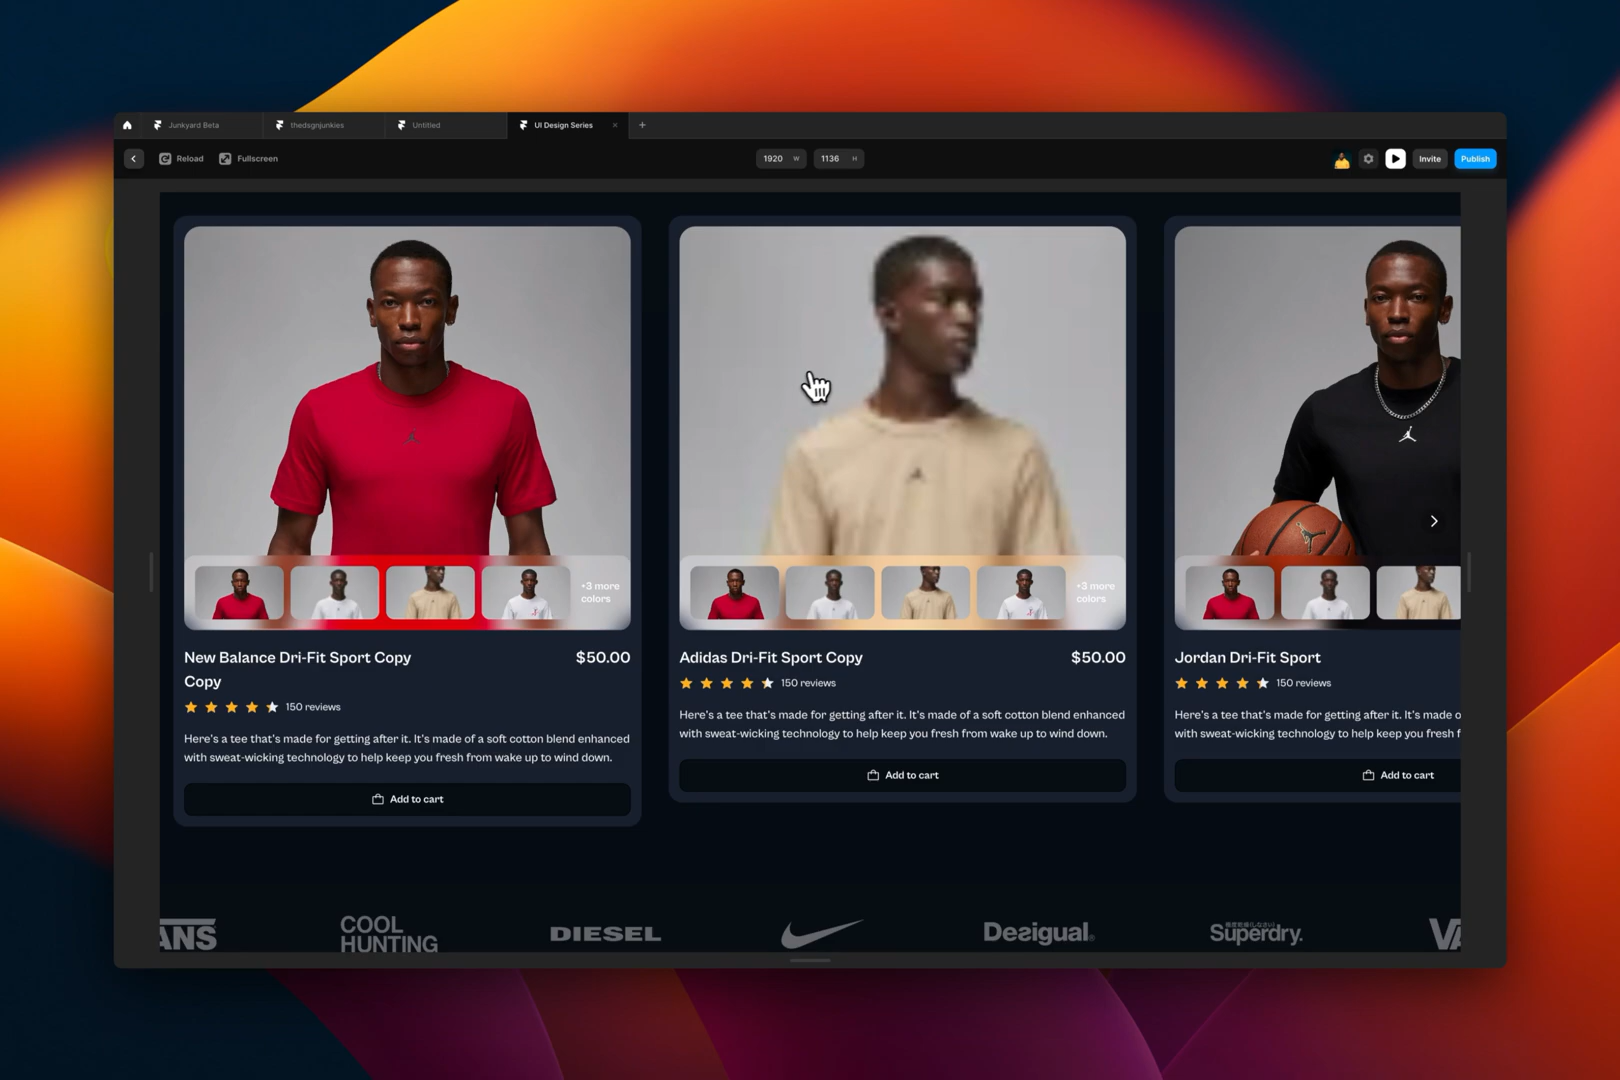 Junkyard Beta
thedsgnjunkies
Untitled
UI Design Series
Reload
Fullscreen
1920 W
1136 H
Invite
Publish
+3 more
colors
New Balance Dri-Fit Sport Copy
Copy
$50.00
150 reviews
Here's a tee that's made for getting after it. It's made of a soft cotton blend enhanced
with sweat-wicking technology to help keep you fresh from wake up to wind down.
Add to cart
+3 more
colors
Adidas Dri-Fit Sport Copy
$50.00
150 reviews
Here's a tee that's made for getting after it. It's made of a soft cotton blend enhanced
with sweat-wicking technology to help keep you fresh from wake up to wind down.
Add to cart
Jordan Dri-Fit Sport
150 reviews
Here's a tee that's made for getting after it. It's made o
with sweat-wicking technology to help keep you fresh f
Add to cart
ANS
COOL
HUNTING
DIESEL
Desigual®
Superdry.
VA